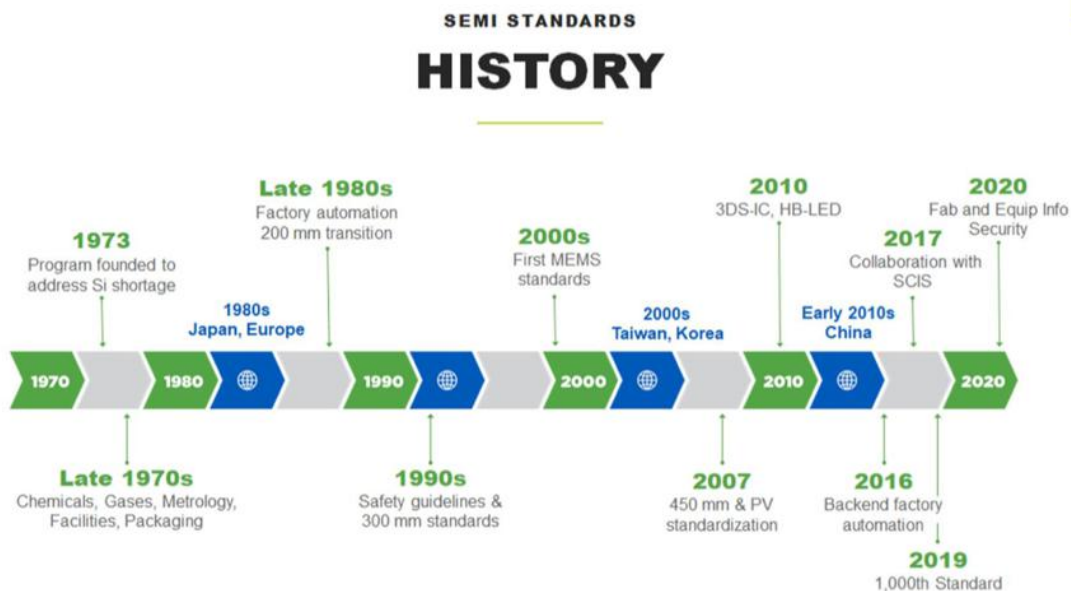 SEMI STANDARDS
HISTORY
Late 1980s
Factory automation
200 mm transition
2010
3DS-IC, HB-LED
2020
Fab and Equip Info
Security
1973
Program founded to
address Si shortage
2000s
First MEMS
standards
2017
Collaboration with
SCIS
1980s
Japan, Europe
2000s
Taiwan, Korea
Early 2010s
China
1970
1980
1990
2000
2010
2020
Late 1970s
Chemicals, Gases, Metrology,
Facilities, Packaging
1990s
Safety guidelines &
300 mm standards
2007
450 mm & PV
standardization
2016
Backend factory
automation
2019
1,000th Standard